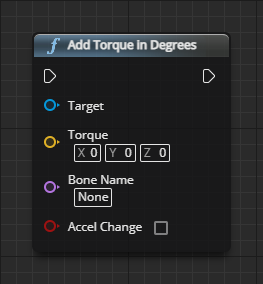 f Add Torque in Degrees
Target
Torque
X 0 Y 0 Z 0
Bone Name
None
Accel Change